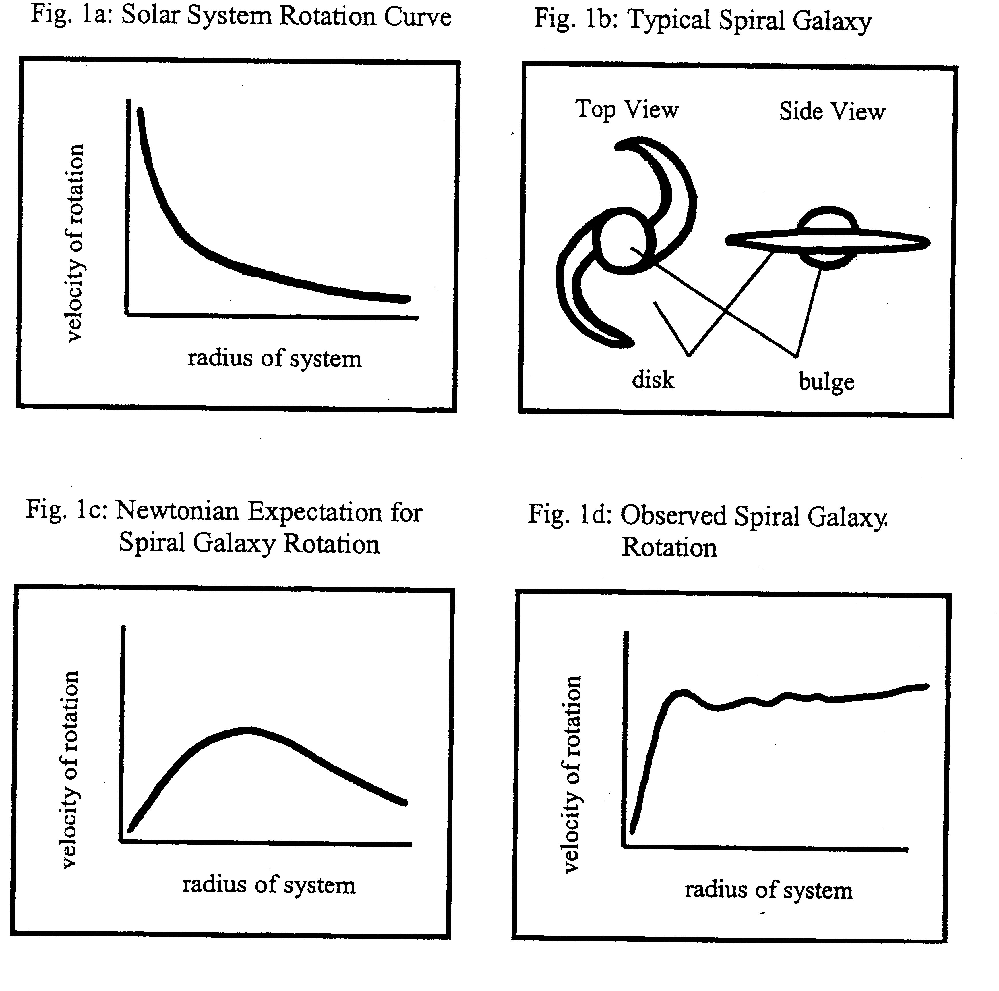 Fig. 1a: Solar System Rotation Curve
velocity of rotation
radius of system
Fig. 1b: Typical Spiral Galaxy
Top View
Side View
disk
bulge
Fig. 1c: Newtonian Expectation for
Spiral Galaxy Rotation
velocity of rotation
radius of system
Fig. 1d: Observed Spiral Galaxy
Rotation
velocity of rotation
radius of system